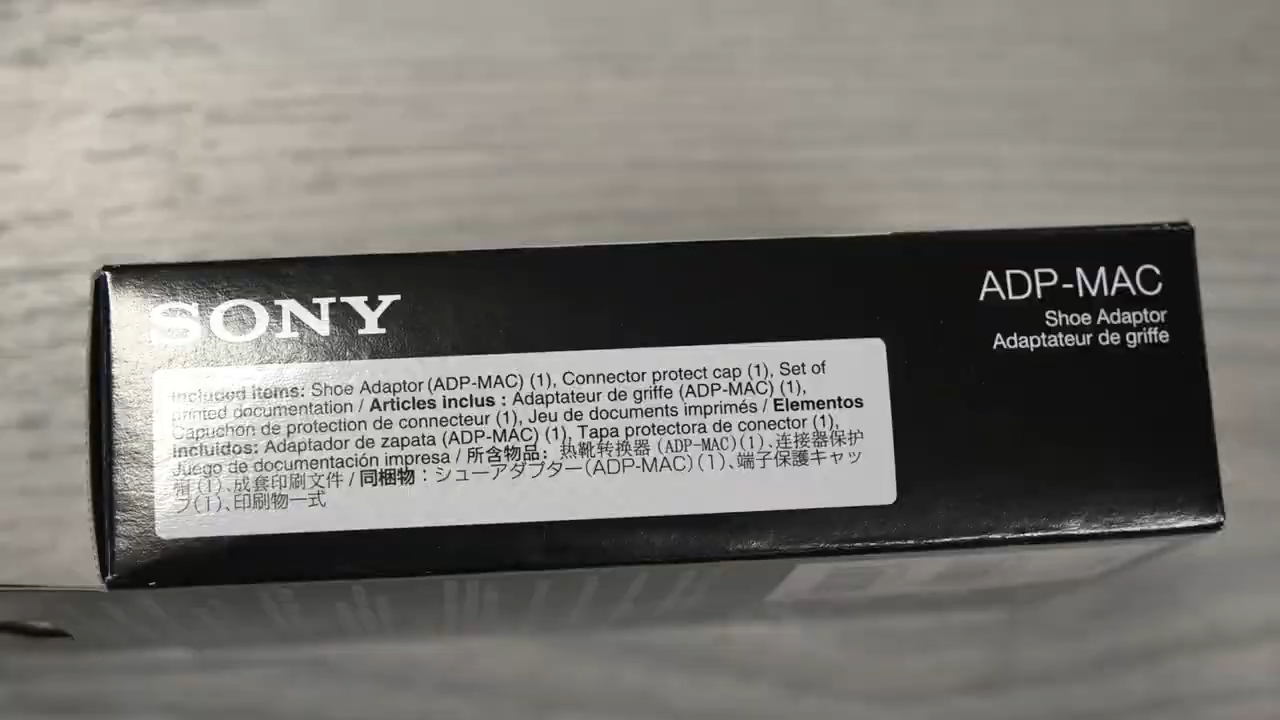 SONY
ADP-MAC
Shoe Adaptor
Adaptateur de griffe
Included items: Shoe Adaptor (ADP-MAC) (1), Connector protect cap (1), Set of
printed documentation / Articles inclus : Adaptateur de griffe (ADP-MAC) (1),
Capuchon de protection de connecteur (1), Jeu de documents imprimés / Elementos
incluidos: Adaptador de zapata (ADP-MAC) (1), Tapa protectora de conector (1),
Juego de documentación impresa / 所含物品：热靴转换器 (ADP-MAC)(1)、连接器保护
帽(1)、成套印刷文件 / 同梱物：シューアダプター(ADP-MAC)(1)、端子保護キャッ
プ(1)、印刷物一式